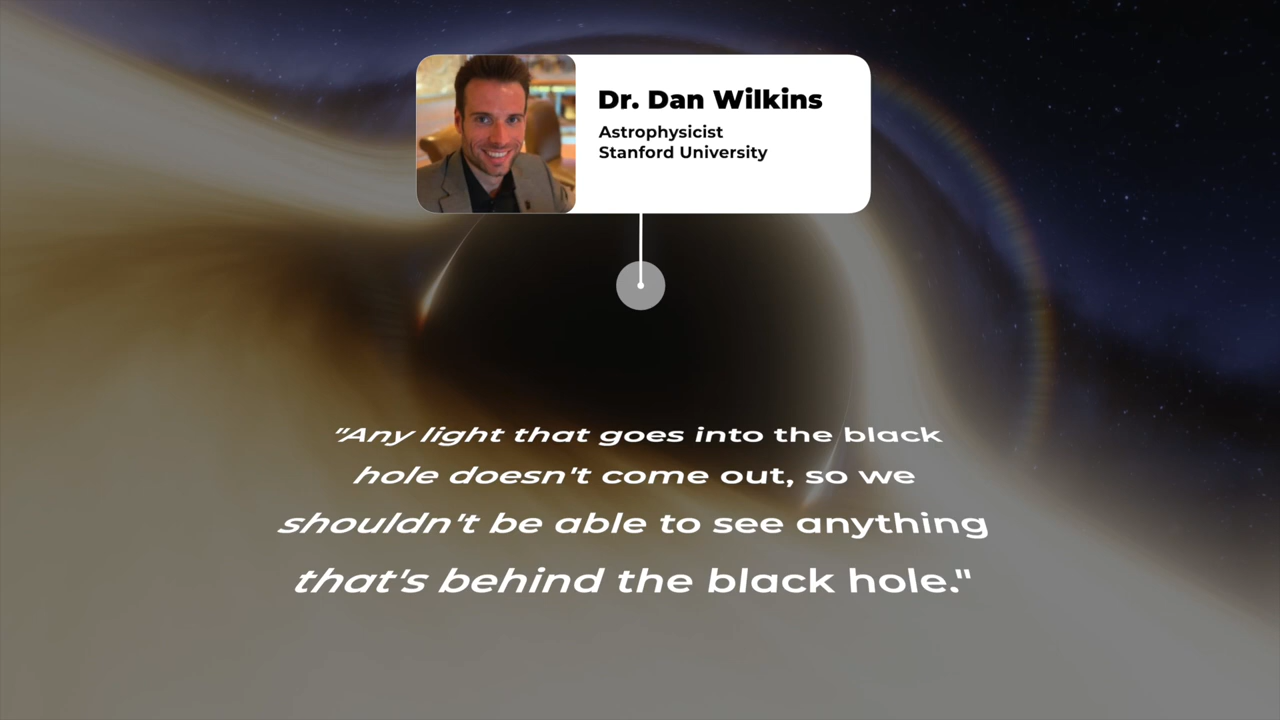 Dr. Dan Wilkins
Astrophysicist
Stanford University
"Any light that goes into the black
hole doesn't come out, so we
shouldn't be able to see anything
that's behind the black hole."